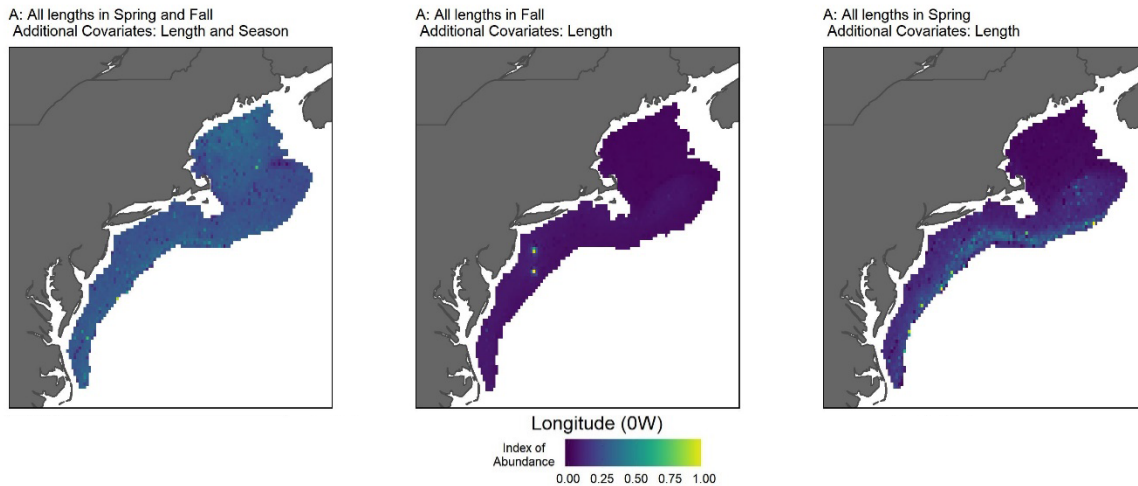 A: All lengths in Spring and Fall
Additional Covariates: Length and Season
A: All lengths in Fall
Additional Covariates: Length
A: All lengths in Spring
Additional Covariates: Length
Longitude (0W)
Index of
Abundance
0.00 0.25 0.50 0.75 1.00